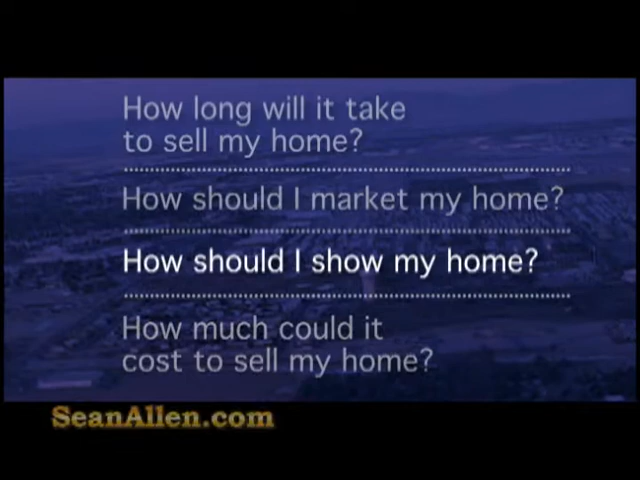 How long will it take
to sell my home?
How should I market my home?
How should I show my home?
How much could it
cost to sell my home?
SeanAllen.com